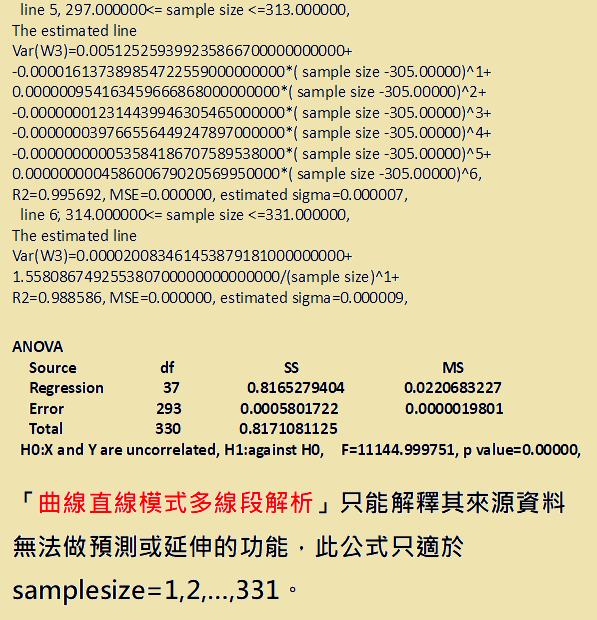 line 5, 297.000000<= sample size <=313.000000,
The estimated line
Var(W3)=0.005125259399235866700000000000+
-0.000016137389854722559000000000*( sample size -305.00000)^1+
0.000000954163459666868000000000*( sample size -305.00000)^2+
-0.000000012314439946305465000000*( sample size -305.00000)^3+
-0.000000003976655644924789700000*( sample size -305.00000)^4+
-0.000000000053584186707589538000*( sample size -305.00000)^5+
0.000000000458600679020569950000*( sample size -305.00000)^6,
R2=0.995692, MSE=0.000000, estimated sigma=0.000007,
line 6, 314.000000<= sample size <=331.000000,
The estimated line
Var(W3)=0.000020083461453879181000000000+
1.558086749255380700000000000000/(sample size)^1+
R2=0.988586, MSE=0.000000, estimated sigma=0.000009,
ANOVA
Source df SS MS
Regression 37 0.8165279404 0.0220683227
Error 293 0.0005801722 0.0000019801
Total 330 0.8171081125
H0:X and Y are uncorrelated, H1:against H0, F=11144.999751, p value=0.00000,
「曲線直線模式多線段解析」只能解釋其來源資料
無法做預測或延伸的功能，此公式只適於
samplesize=1,2,...,331。